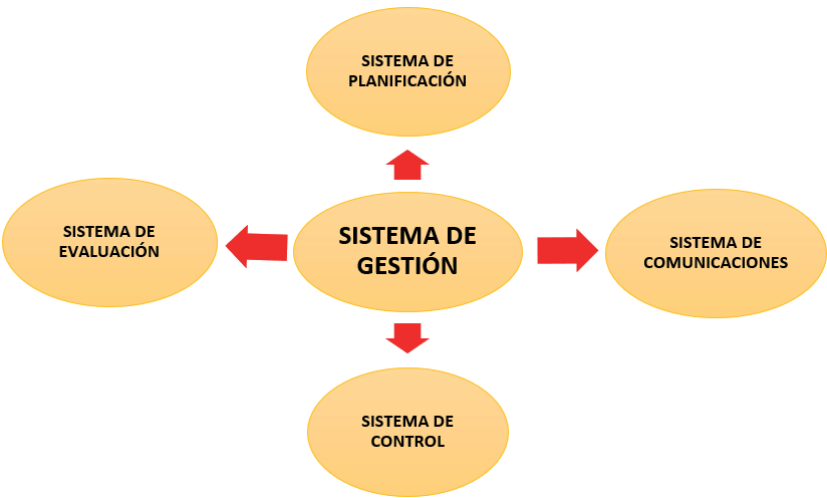 SISTEMA DE
PLANIFICACIÓN
SISTEMA DE
EVALUACIÓN
SISTEMA DE
GESTIÓN
SISTEMA DE
COMUNICACIONES
SISTEMA DE
CONTROL